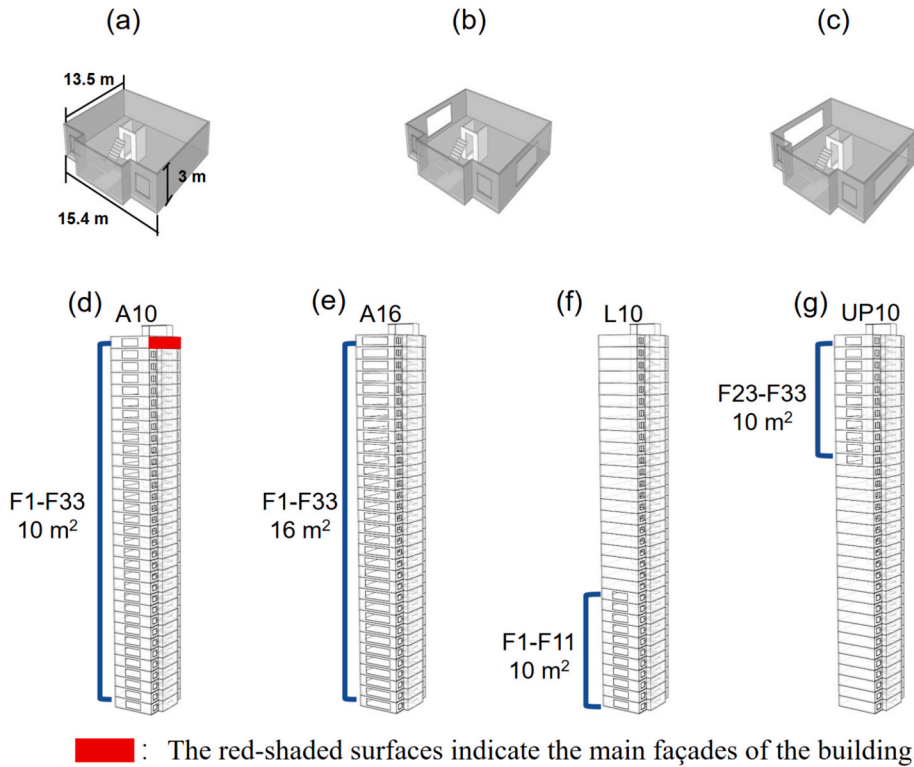 (a)
(b)
(c)
13.5 m
3 m
15.4 m
(d)
(e)
(f)
(g)
A10
A16
L10
UP10
F23-F33
10 m²
F1-F33
10 m²
F1-F33
16 m²
F1-F11
10 m²
: The red-shaded surfaces indicate the main façades of the building